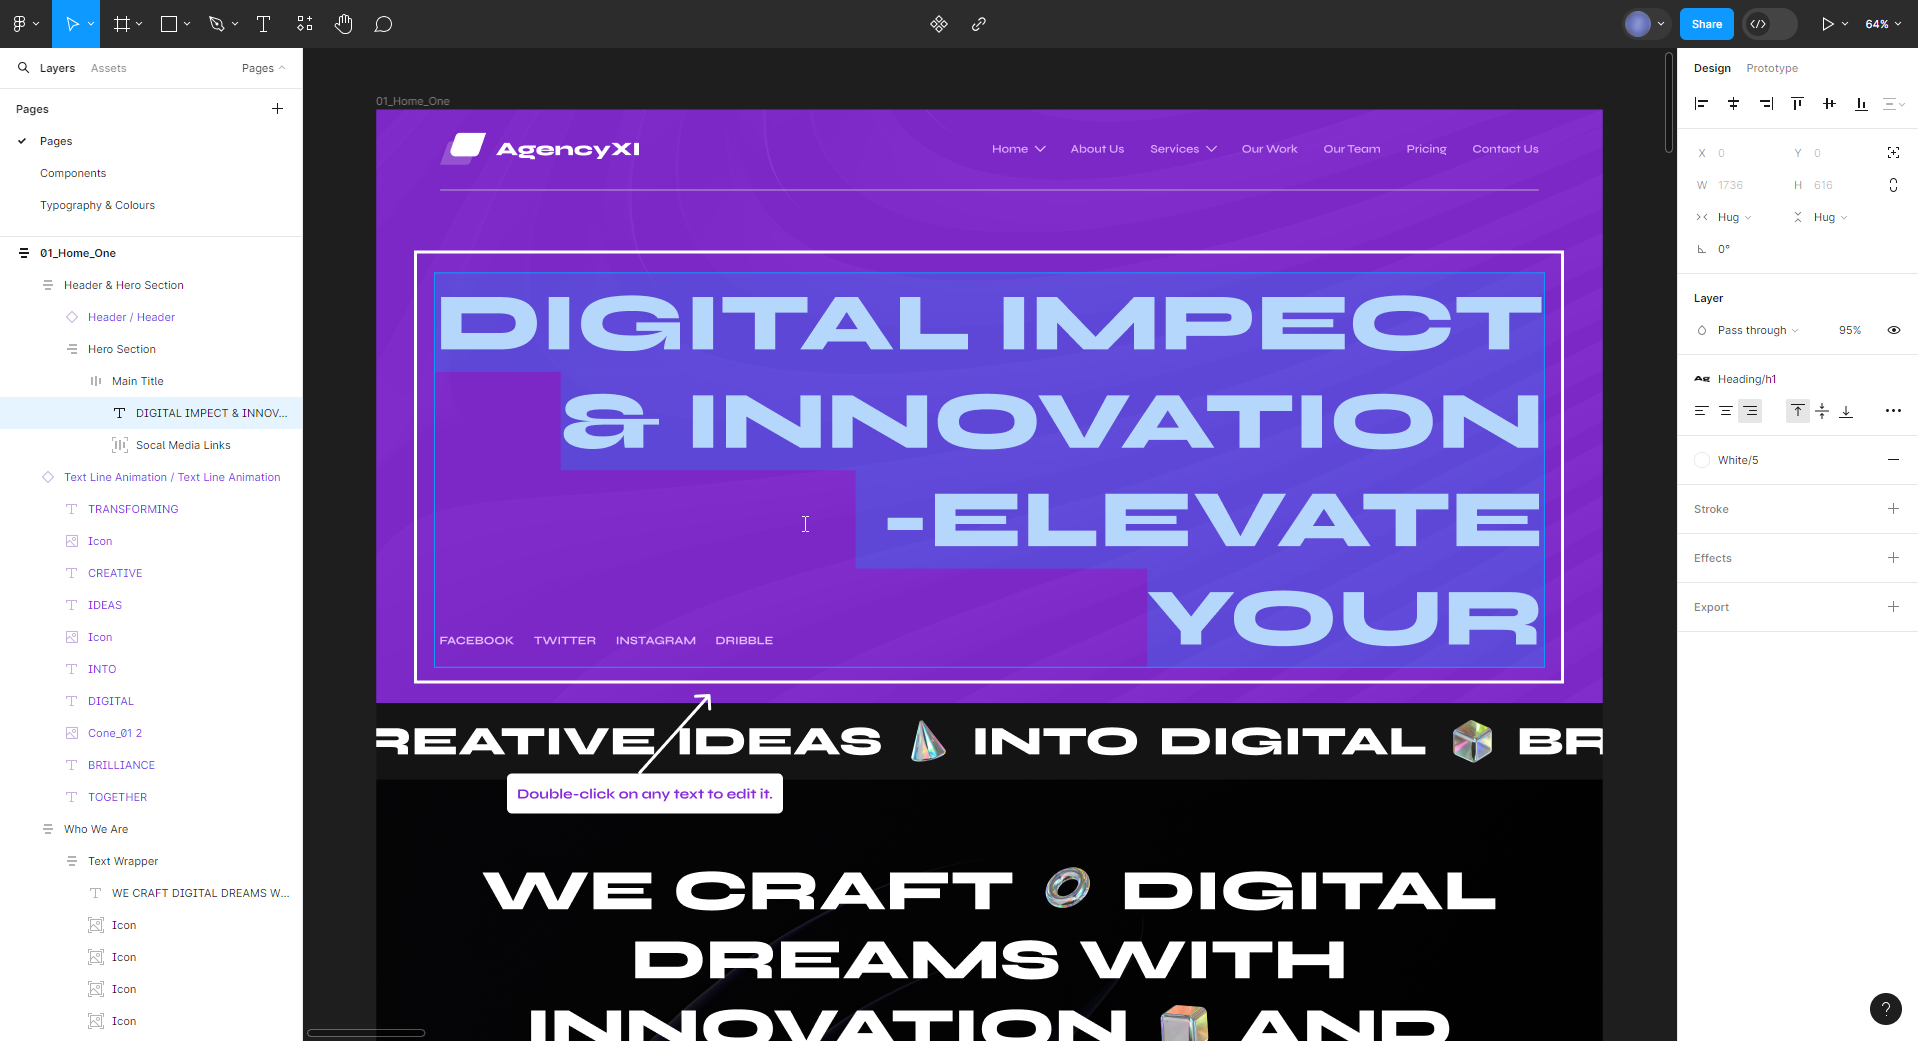 Share
64%
Layers
Assets
Pages
Pages
Pages
Components
Typography & Colours
01_Home_One
Header & Hero Section
Header / Header
Hero Section
Main Title
DIGITAL IMPECT & INNOV...
Socal Media Links
Text Line Animation / Text Line Animation
TRANSFORMING
Icon
CREATIVE
IDEAS
Icon
INTO
DIGITAL
Cone_01 2
BRILLIANCE
TOGETHER
Who We Are
Text Wrapper
WE CRAFT DIGITAL DREAMS W...
Icon
Icon
Icon
Icon
01_Home_One
AgencyXI
Home
About Us
Services
Our Work
Our Team
Pricing
Contact Us
DIGITAL IMPECT
& INNOVATION
-ELEVATE
YOUR
FACEBOOK
TWITTER
INSTAGRAM
DRIBBLE
REATIVE IDEAS INTO DIGITAL BR
Double-click on any text to edit it.
WE CRAFT DIGITAL
DREAMS WITH
INNOVATION AND
Design
Prototype
X 0
Y 0
W 1736
H 616
Hug
Hug
0°
Layer
Pass through
95%
Ag Heading/h1
White/5
Stroke
Effects
Export
?